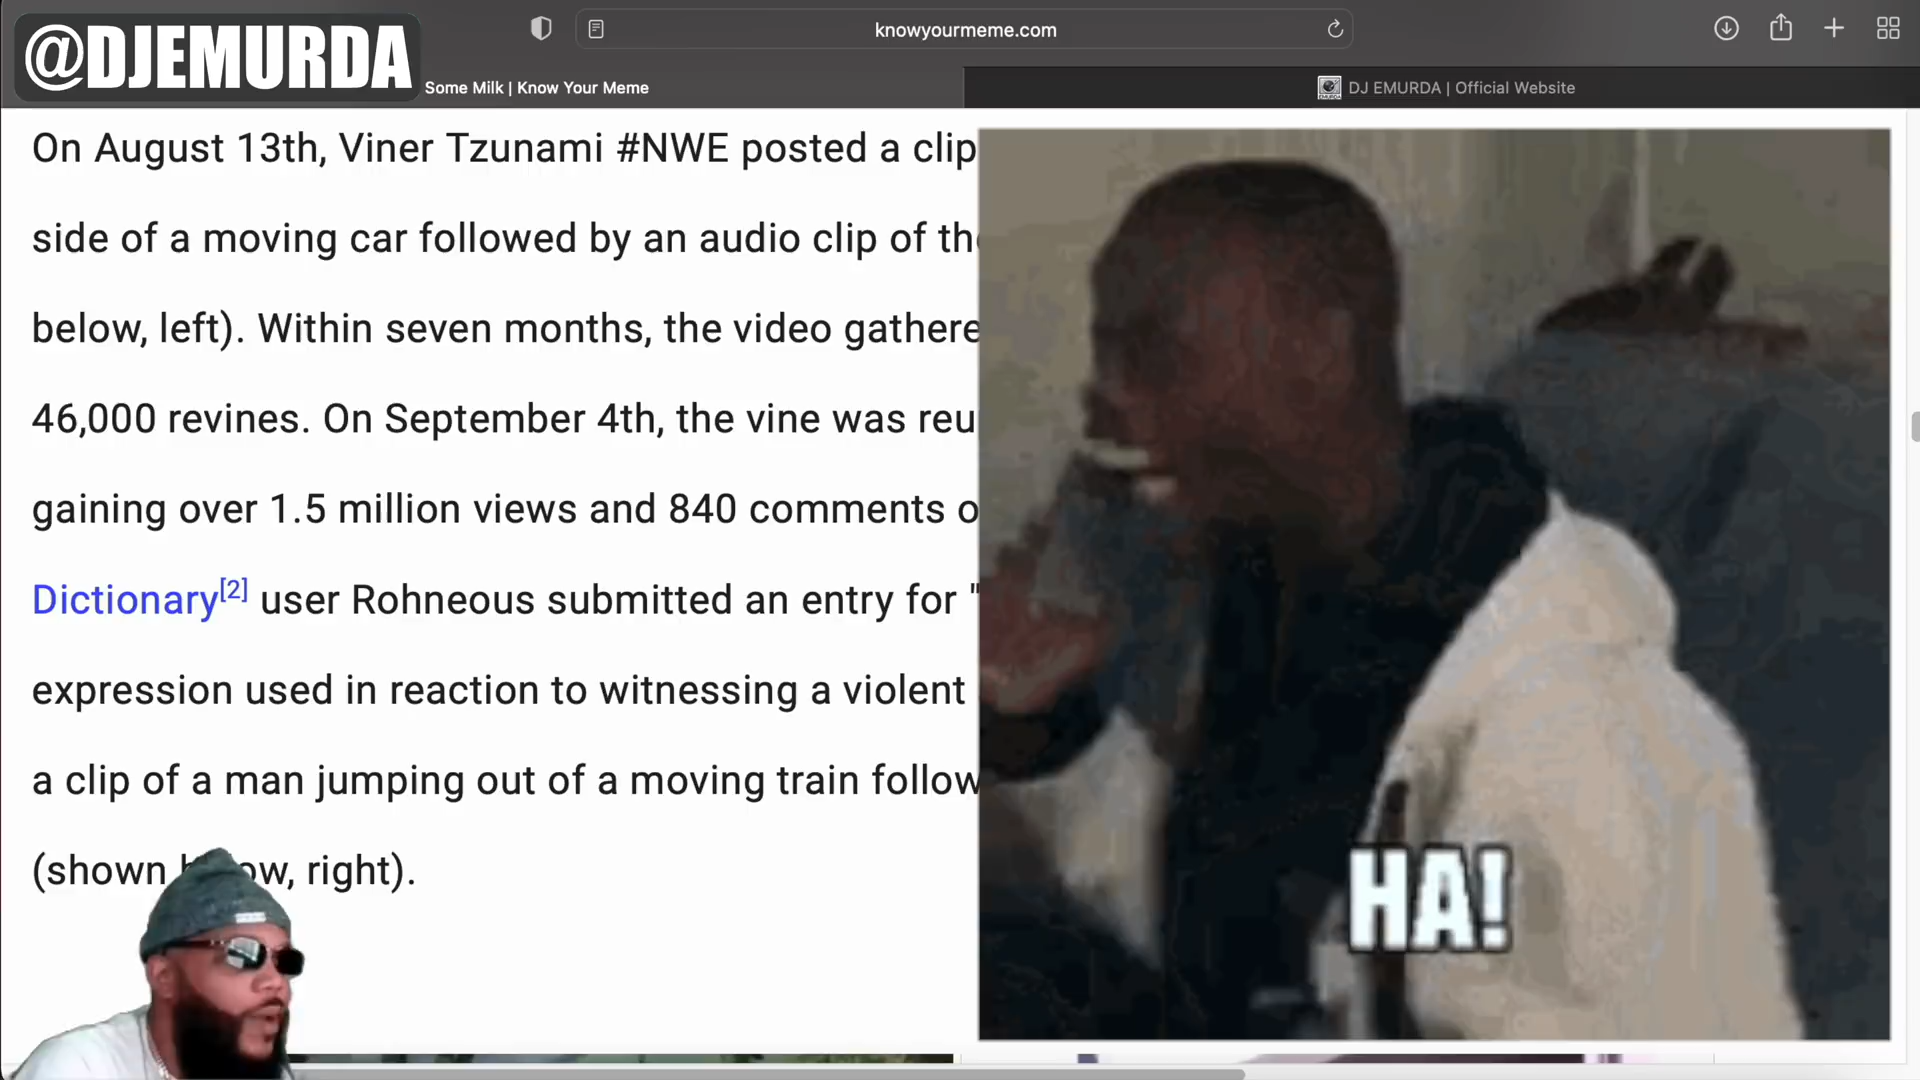 @DJEMURDA
knowyourmeme.com
Some Milk | Know Your Meme
DJ EMURDA | Official Website
On August 13th, Viner Tzunami #NWE posted a clip
side of a moving car followed by an audio clip of the
below, left). Within seven months, the video gathere
46,000 revines. On September 4th, the vine was reu
gaining over 1.5 million views and 840 comments o
Dictionary[2] user Rohneous submitted an entry for "
expression used in reaction to witnessing a violent
a clip of a man jumping out of a moving train follow
(shown below, right).
HA!